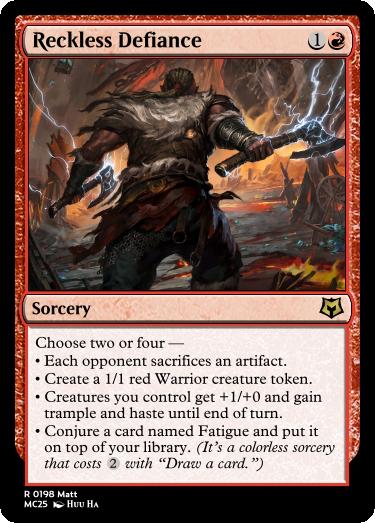 Reckless Defiance 1
Sorcery
Choose two or four —
• Each opponent sacrifices an artifact.
• Create a 1/1 red Warrior creature token.
• Creatures you control get +1/+0 and gain
trample and haste until end of turn.
• Conjure a card named Fatigue and put it
on top of your library. (It's a colorless sorcery
that costs 2 with “Draw a card.”)
R 0198 Matt
MC25 Huu Ha